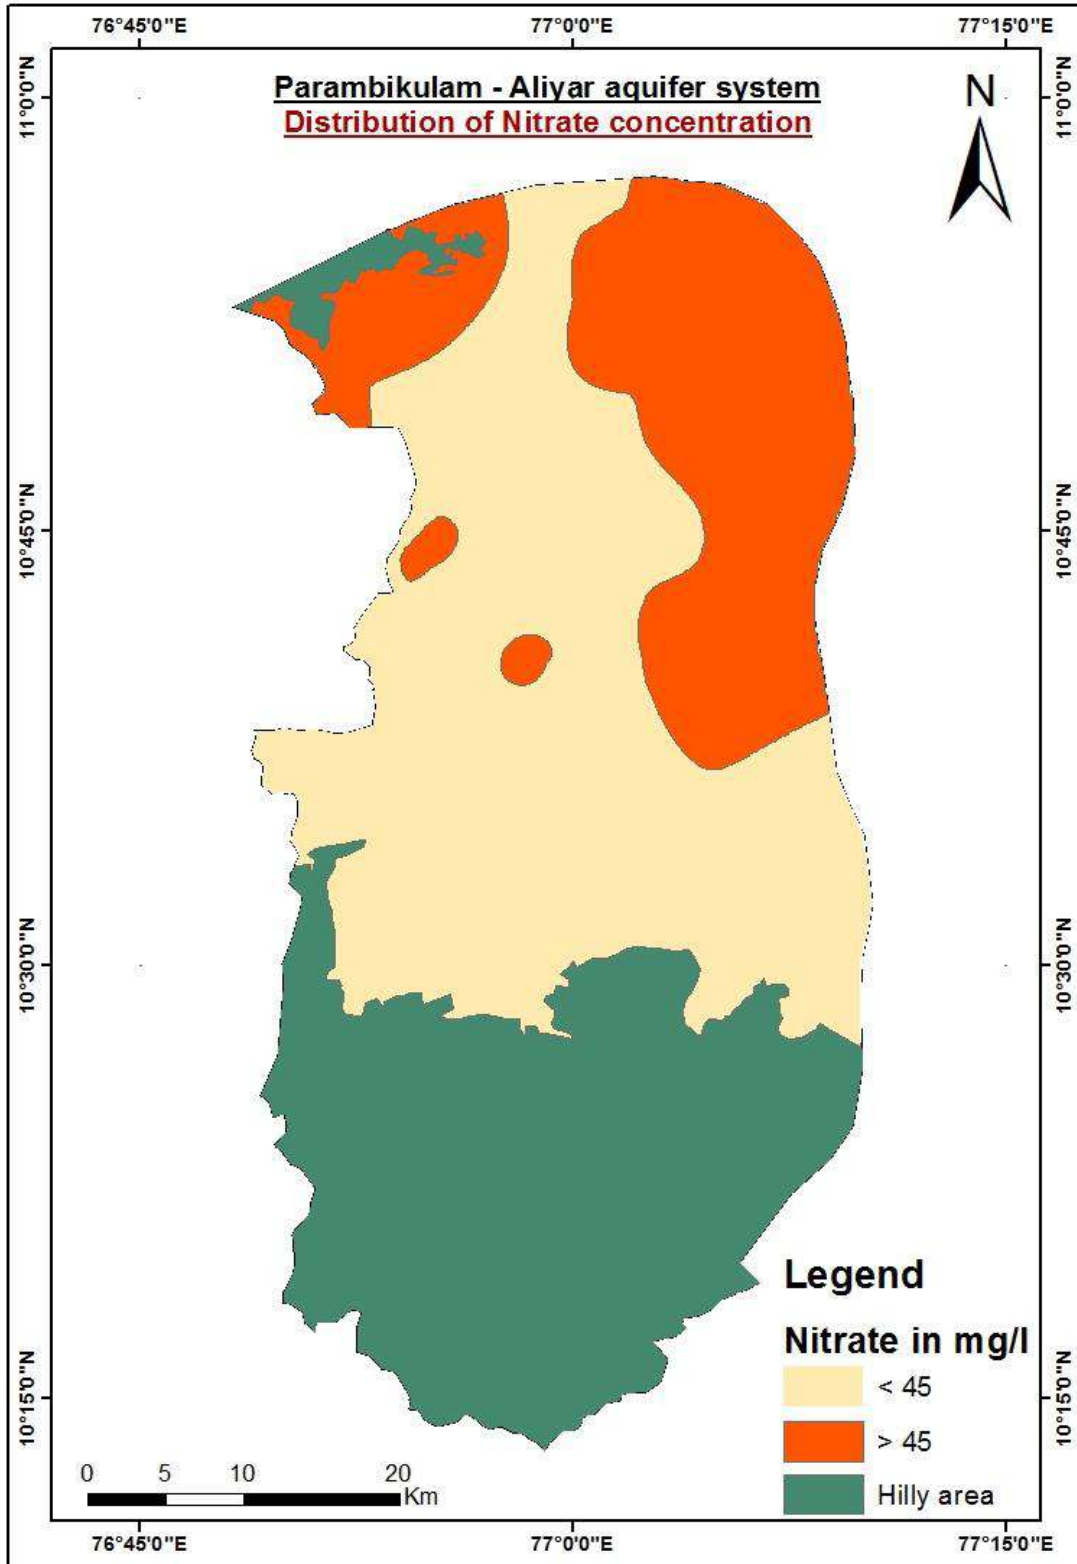 76°45'0"E 77°0'0"E 77°15'0"E
11°0'0"N 11°0'0"N
Parambikulam - Aliyar aquifer system
Distribution of Nitrate concentration
N
10°45'0"N 10°45'0"N
10°30'0"N 10°30'0"N
Legend
Nitrate in mg/l
< 45
> 45
Hilly area
10°15'0"N 10°15'0"N
0 5 10 20
Km
76°45'0"E 77°0'0"E 77°15'0"E